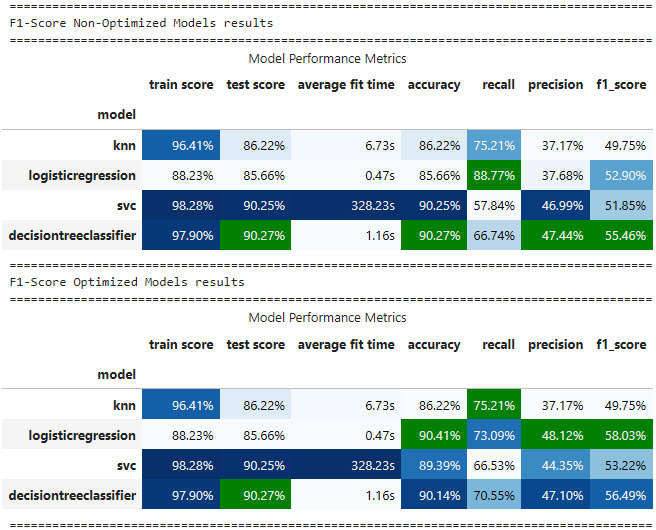 F1-Score Non-Optimized Models results
Model Performance Metrics
train score test score average fit time accuracy recall precision f1_score
model
knn 96.41% 86.22% 6.73s 86.22% 75.21% 37.17% 49.75%
logisticregression 88.23% 85.66% 0.47s 85.66% 88.77% 37.68% 52.90%
svc 98.28% 90.25% 328.23s 90.25% 57.84% 46.99% 51.85%
decisiontreeclassifier 97.90% 90.27% 1.16s 90.27% 66.74% 47.44% 55.46%
F1-Score Optimized Models results
Model Performance Metrics
train score test score average fit time accuracy recall precision f1_score
model
knn 96.41% 86.22% 6.73s 86.22% 75.21% 37.17% 49.75%
logisticregression 88.23% 85.66% 0.47s 90.41% 73.09% 48.12% 58.03%
svc 98.28% 90.25% 328.23s 89.39% 66.53% 44.35% 53.22%
decisiontreeclassifier 97.90% 90.27% 1.16s 90.14% 70.55% 47.10% 56.49%